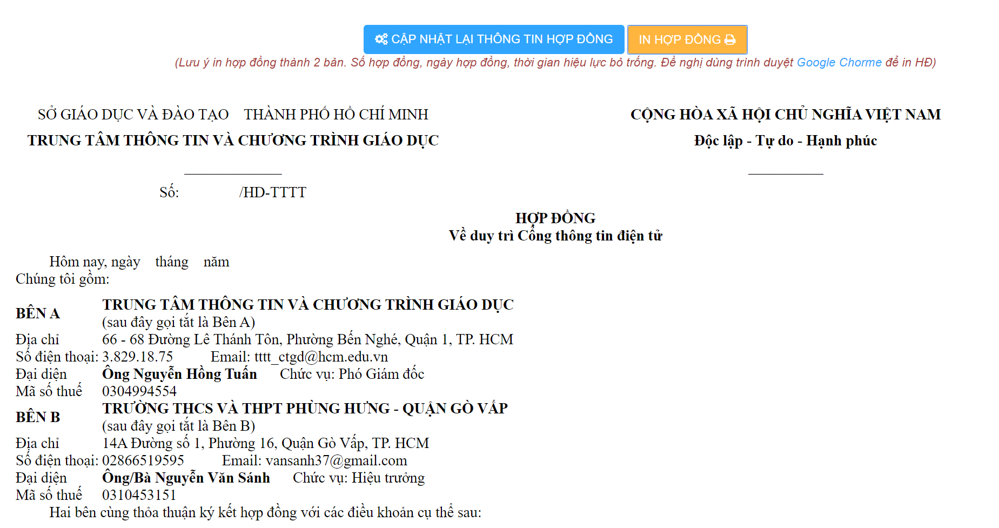 CẬP NHẬT LẠI THÔNG TIN HỢP ĐỒNG IN HỢP ĐỒNG
(Lưu ý in hợp đồng thành 2 bản. Số hợp đồng, ngày hợp đồng, thời gian hiệu lực bỏ trống. Đề nghị dùng trình duyệt Google Chorme để in HĐ)
SỞ GIÁO DỤC VÀ ĐÀO TẠO THÀNH PHỐ HỒ CHÍ MINH
TRUNG TÂM THÔNG TIN VÀ CHƯƠNG TRÌNH GIÁO DỤC
Số: /HD-TTTT
CỘNG HÒA XÃ HỘI CHỦ NGHĨA VIỆT NAM
Độc lập - Tự do - Hạnh phúc
HỢP ĐỒNG
Về duy trì Cổng thông tin điện tử
Hôm nay, ngày tháng năm
Chúng tôi gồm:
BÊN A TRUNG TÂM THÔNG TIN VÀ CHƯƠNG TRÌNH GIÁO DỤC
(sau đây gọi tắt là Bên A)
Địa chỉ 66 - 68 Đường Lê Thánh Tôn, Phường Bến Nghé, Quận 1, TP. HCM
Số điện thoại: 3.829.18.75 Email: tttt_ctgd@hcm.edu.vn
Đại diện Ông Nguyễn Hồng Tuấn Chức vụ: Phó Giám đốc
Mã số thuế 0304994554
BÊN B TRƯỜNG THCS VÀ THPT PHÙNG HƯNG - QUẬN GÒ VẤP
(sau đây gọi tắt là Bên B)
Địa chỉ 14A Đường số 1, Phường 16, Quận Gò Vấp, TP. HCM
Số điện thoại: 02866519595 Email: vansanh37@gmail.com
Đại diện Ông/Bà Nguyễn Văn Sánh Chức vụ: Hiệu trưởng
Mã số thuế 0310453151
Hai bên cùng thỏa thuận ký kết hợp đồng với các điều khoản cụ thể sau: